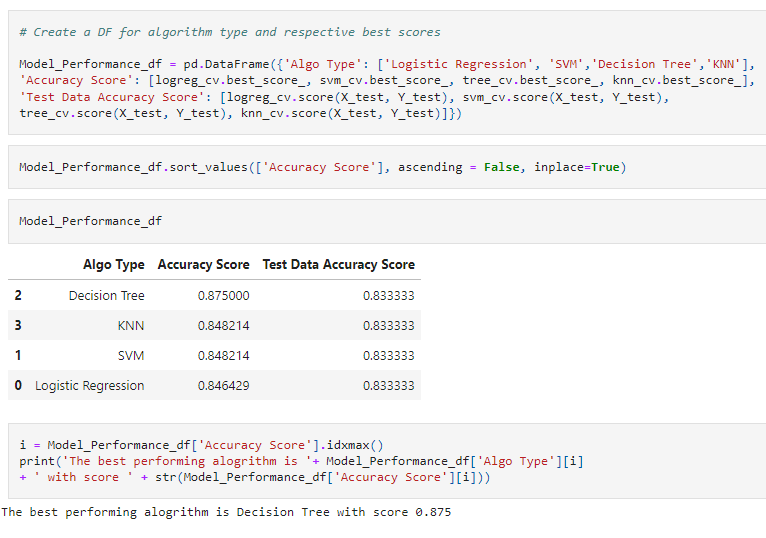 # Create a DF for algorithm type and respective best scores
Model_Performance_df = pd.DataFrame({'Algo Type': ['Logistic Regression', 'SVM','Decision Tree','KNN'],
'Accuracy Score': [logreg_cv.best_score_, svm_cv.best_score_, tree_cv.best_score_, knn_cv.best_score_],
'Test Data Accuracy Score': [logreg_cv.score(X_test, Y_test), svm_cv.score(X_test, Y_test),
tree_cv.score(X_test, Y_test), knn_cv.score(X_test, Y_test)]})
Model_Performance_df.sort_values(['Accuracy Score'], ascending = False, inplace=True)
Model_Performance_df
Algo Type Accuracy Score Test Data Accuracy Score
2 Decision Tree 0.875000 0.833333
3 KNN 0.848214 0.833333
1 SVM 0.848214 0.833333
0 Logistic Regression 0.846429 0.833333
i = Model_Performance_df['Accuracy Score'].idxmax()
print('The best performing alogrithm is '+ Model_Performance_df['Algo Type'][i]
+ ' with score ' + str(Model_Performance_df['Accuracy Score'][i]))
The best performing alogrithm is Decision Tree with score 0.875